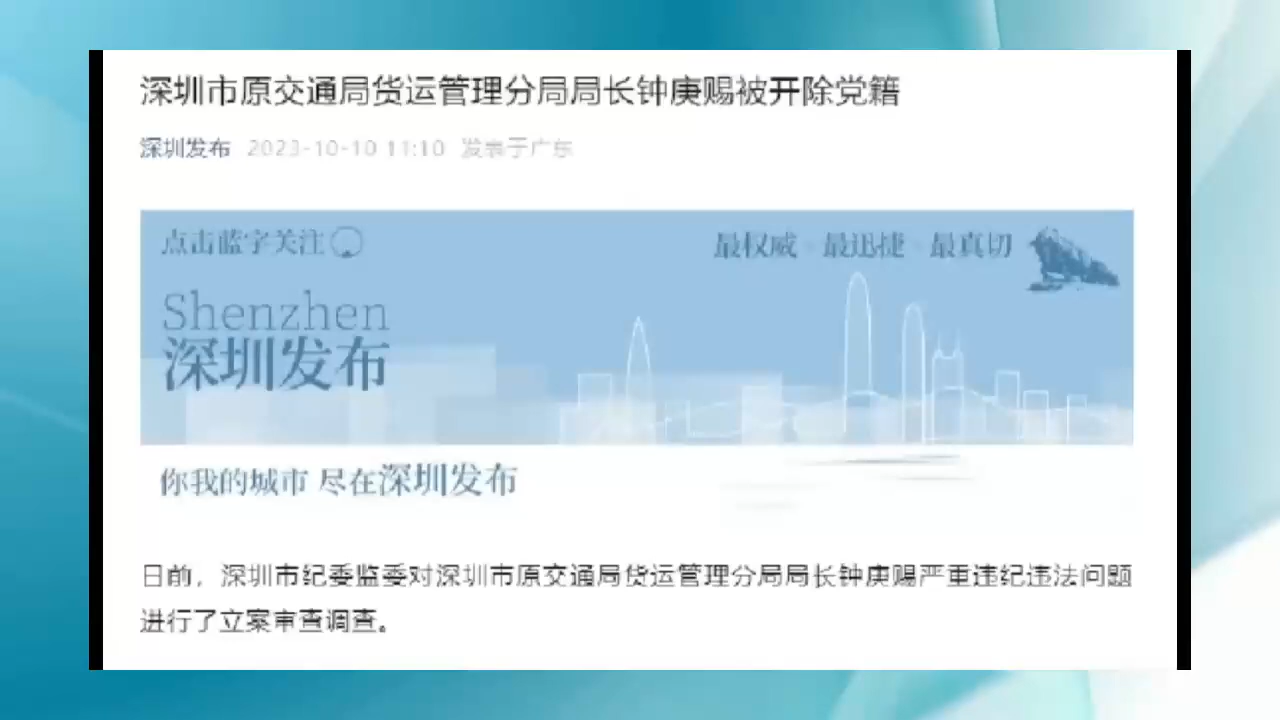 深圳市原交通局货运管理分局局长钟庚赐被开除党籍
深圳发布 2023-10-10 11:10 发表于广东
点击蓝字关注
最权威·最迅捷·最真切
Shenzhen
深圳发布
你我的城市 尽在深圳发布
日前，深圳市纪委监委对深圳市原交通局货运管理分局局长钟庚赐严重违纪违法问题
进行了立案审查调查。